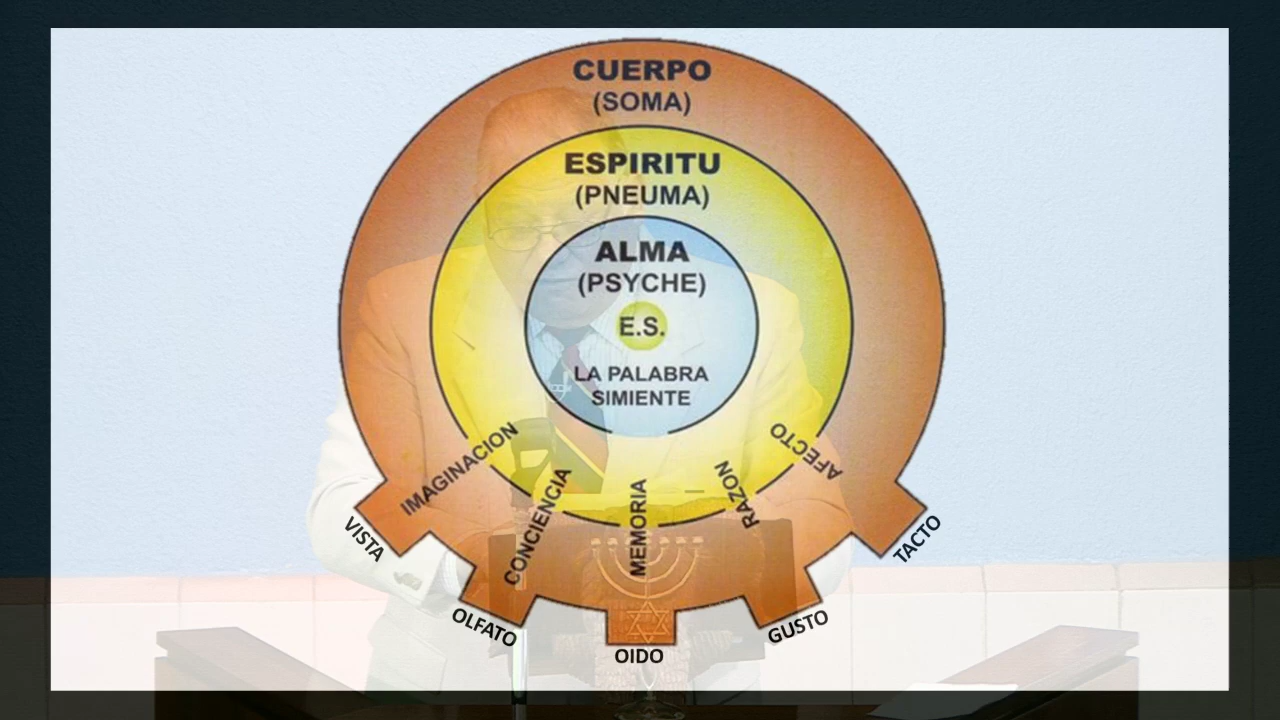 CUERPO
(SOMA)
ESPIRITU
(PNEUMA)
ALMA
(PSYCHE)
E.S.
LA PALABRA
SIMIENTE
IMAGINACION
CONCIENCIA
MEMORIA
RAZON
AFECTO
VISTA
OLFATO
OIDO
GUSTO
TACTO